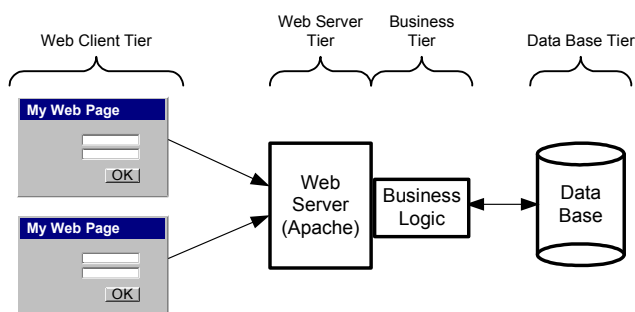 Web Client Tier
Web Server
Tier
Business
Tier
Data Base Tier
My Web Page
OK
My Web Page
OK
Web
Server
(Apache)
Business
Logic
Data
Base